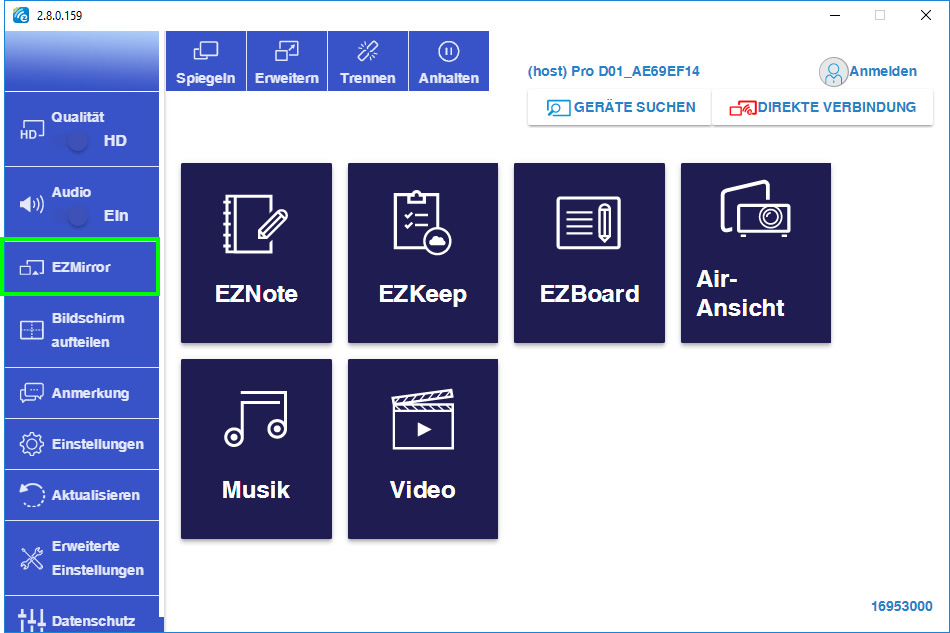 2.8.0.159
Spiegeln
Erweitern
Trennen
Anhalten
(host) Pro D01_AE69EF14
Anmelden
GERÄTE SUCHEN
DIREKTE VERBINDUNG
Qualität
HD
HD
Audio
EIn
EZMirror
Bildschirm
aufteilen
Anmerkung
Einstellungen
Aktualisieren
Erweiterte
Einstellungen
Datenschutz
EZNote
EZKeep
EZBoard
Air-
Ansicht
Musik
Video
16953000